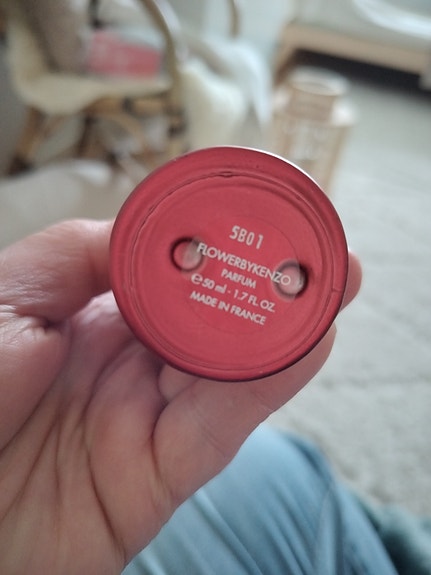 5B01
FLOWERBYKENZO
PARFUM
℮50 ml · 1.7 FL OZ.
MADE IN FRANCE